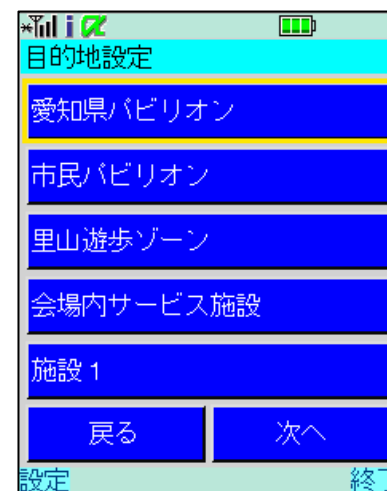 目的地設定
愛知県パビリオン
市民パビリオン
里山遊歩ゾーン
会場内サービス施設
施設1
戻る 次へ
設定 終了